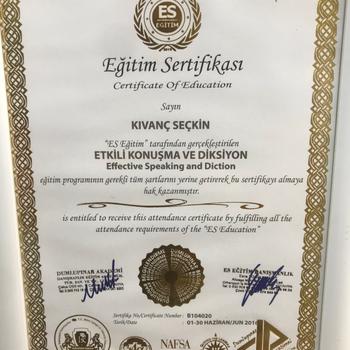 ES
EĞİTİM
Eğitim Sertifikası
Certificate Of Education
Sayın
KIVANÇ SEÇKİN
"ES Eğitim" tarafından gerçekleştirilen
ETKİLİ KONUŞMA VE DİKSİYON
Effective Speaking and Diction
eğitim programının gerekli tüm şartlarını yerine getirerek bu sertifikayı almaya
hak kazanmıştır.
is entitled to receive this attendance certificate by fulfilling all the
attendance requirements of the "ES Education"
DUMLUPINAR AKADEMİ
ES EĞİTİM DANIŞMANLIK
Sertifika No/Certificate Number : B104020
Tarih/Date : 01-30 HAZİRAN/JUN
NAFSA